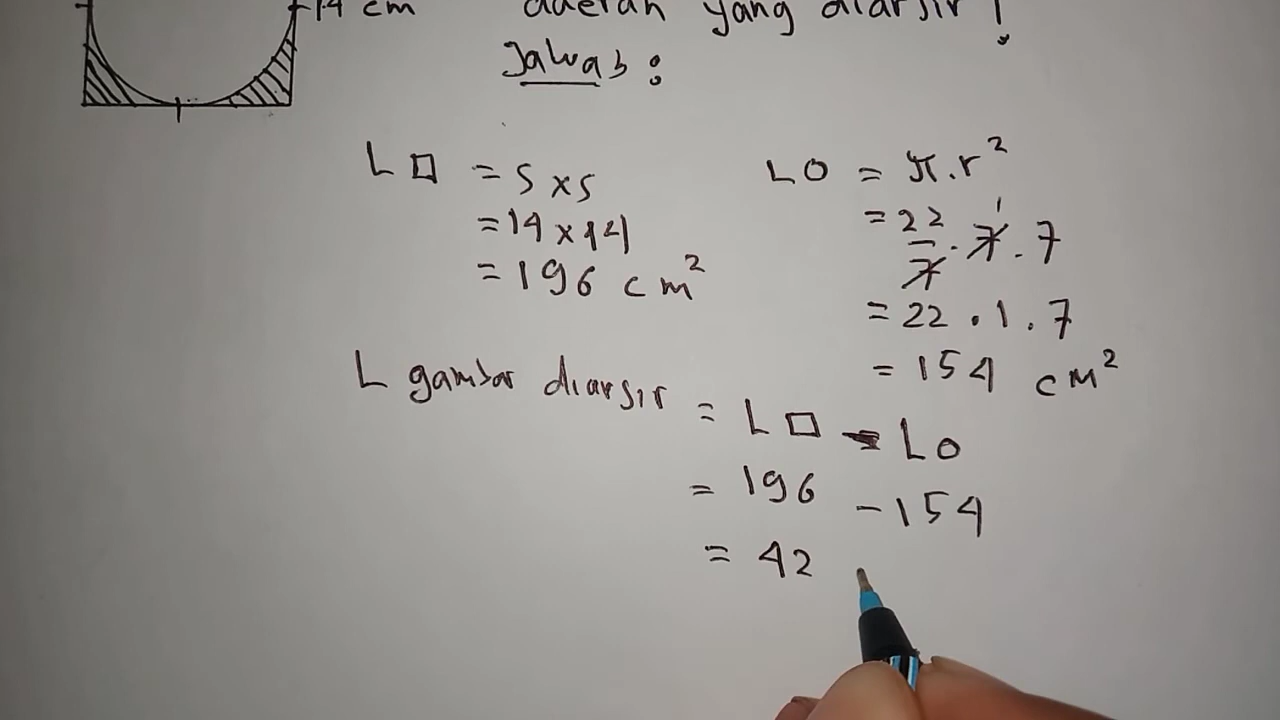 14 cm daerah yang diarsir !
Jawab :
L □ = s x s
= 14 x 14
= 196 cm²
L O = π . r²
= 22/7 . 7 1 . 7
= 22 . 1 . 7
= 154 cm²
L gambar diarsir = L □ - L O
= 196 - 154
= 42